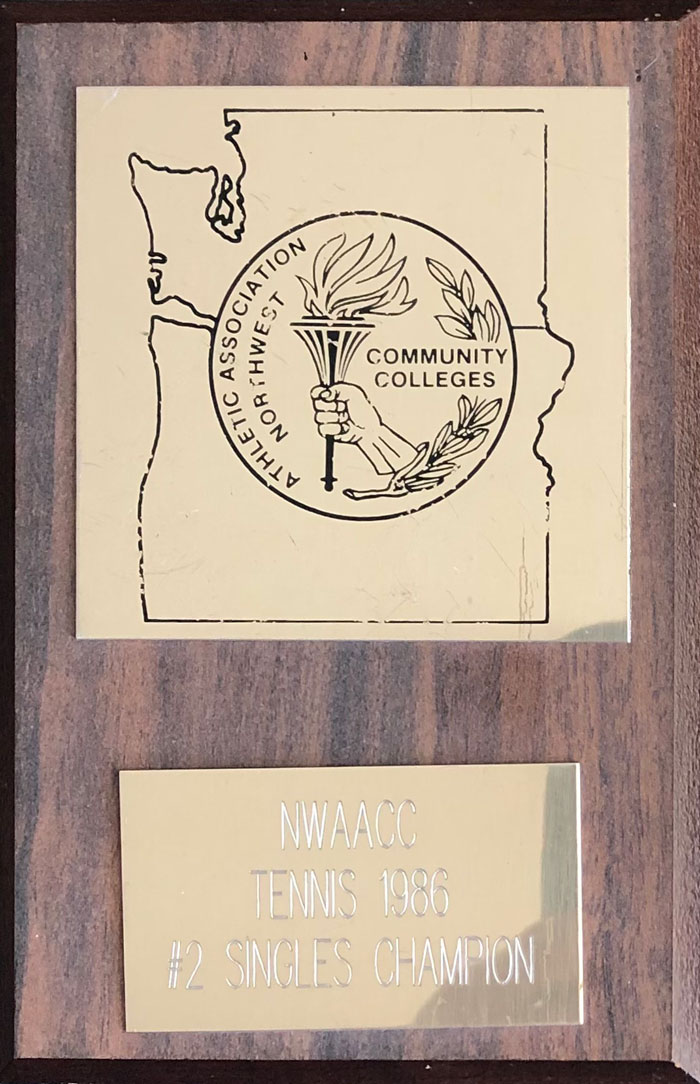 NORTHWEST
ATHLETIC ASSOCIATION
COMMUNITY
COLLEGES
NWAACC
TENNIS 1986
#2 SINGLES CHAMPION